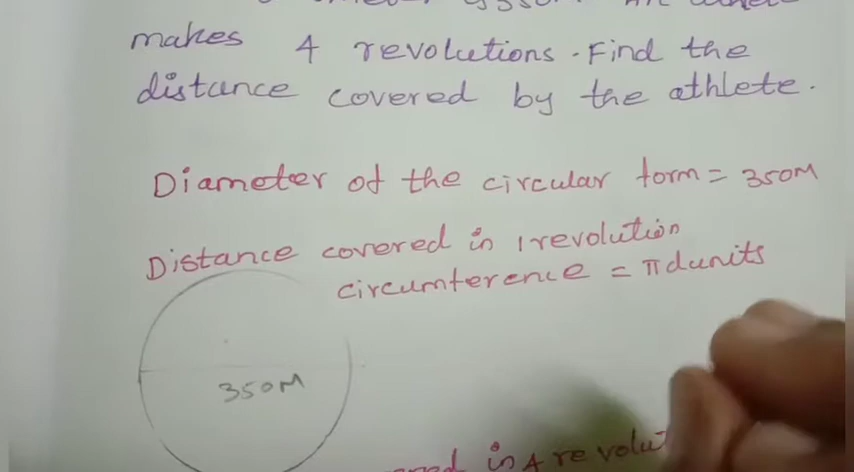 makes 4 revolutions. Find the
distance covered by the athlete.
Diameter of the circular form = 350M
Distance covered in 1 revolution
circumference = πd units
350M
in 4 revolut